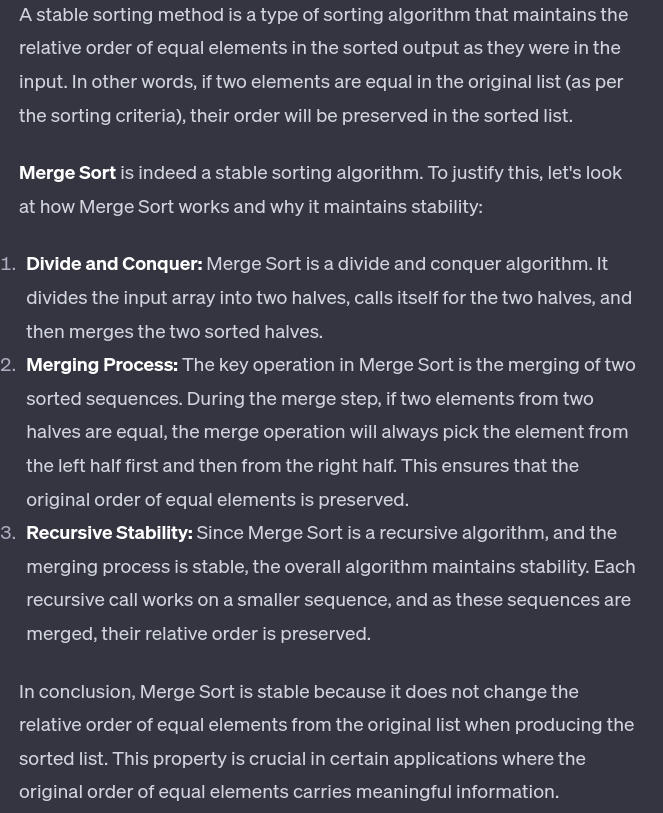 A stable sorting method is a type of sorting algorithm that maintains the
relative order of equal elements in the sorted output as they were in the
input. In other words, if two elements are equal in the original list (as per
the sorting criteria), their order will be preserved in the sorted list.
Merge Sort is indeed a stable sorting algorithm. To justify this, let's look
at how Merge Sort works and why it maintains stability:
1. Divide and Conquer: Merge Sort is a divide and conquer algorithm. It
divides the input array into two halves, calls itself for the two halves, and
then merges the two sorted halves.
2. Merging Process: The key operation in Merge Sort is the merging of two
sorted sequences. During the merge step, if two elements from two
halves are equal, the merge operation will always pick the element from
the left half first and then from the right half. This ensures that the
original order of equal elements is preserved.
3. Recursive Stability: Since Merge Sort is a recursive algorithm, and the
merging process is stable, the overall algorithm maintains stability. Each
recursive call works on a smaller sequence, and as these sequences are
merged, their relative order is preserved.
In conclusion, Merge Sort is stable because it does not change the
relative order of equal elements from the original list when producing the
sorted list. This property is crucial in certain applications where the
original order of equal elements carries meaningful information.